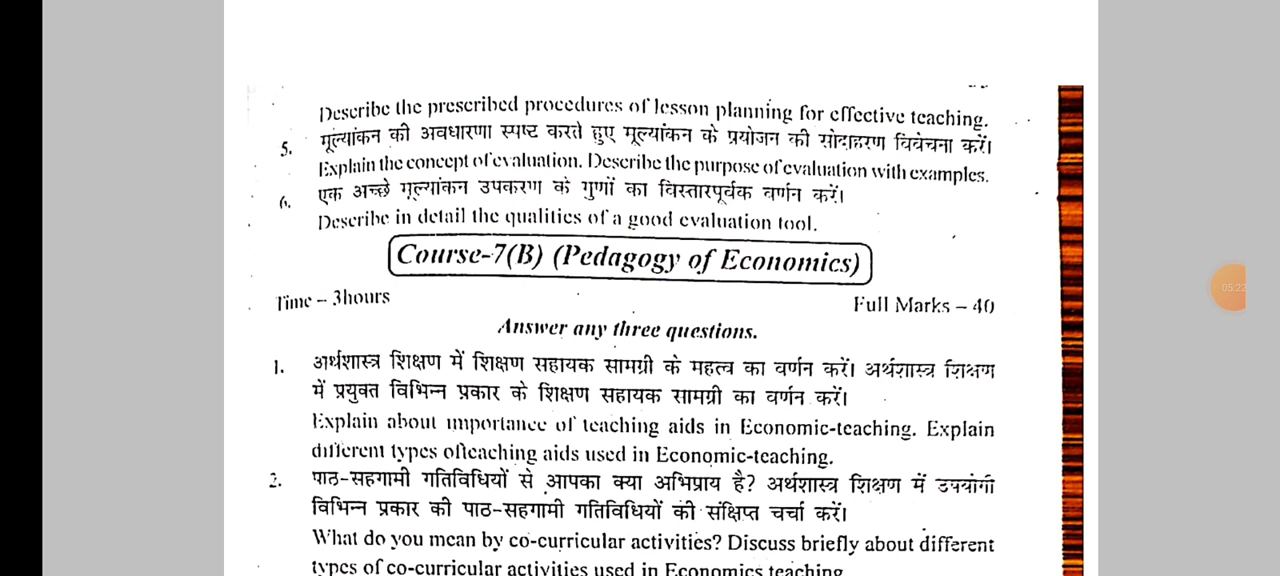 Describe the prescribed procedures of lesson planning for effective teaching.
5. मूल्यांकन की अवधारणा स्पष्ट करते हुए मूल्यांकन के प्रयोजन की सोदाहरण विवेचना करें।
Explain the concept of evaluation. Describe the purpose of evaluation with examples.
6. एक अच्छे मूल्यांकन उपकरण के गुणों का विस्तारपूर्वक वर्णन करें।
Describe in detail the qualities of a good evaluation tool.
Course-7(B) (Pedagogy of Economics)
Time – 3hours Full Marks – 40
Answer any three questions.
1. अर्थशास्त्र शिक्षण में शिक्षण सहायक सामग्री के महत्व का वर्णन करें। अर्थशास्त्र शिक्षण
में प्रयुक्त विभिन्न प्रकार के शिक्षण सहायक सामग्री का वर्णन करें।
Explain about importance of teaching aids in Economic-teaching. Explain
different types ofteaching aids used in Economic-teaching.
2. पाठ-सहगामी गतिविधियों से आपका क्या अभिप्राय है? अर्थशास्त्र शिक्षण में उपयोगी
विभिन्न प्रकार की पाठ-सहगामी गतिविधियों की संक्षिप्त चर्चा करें।
What do you mean by co-curricular activities? Discuss briefly about different
types of co-curricular activities used in Economics teaching.
05:22